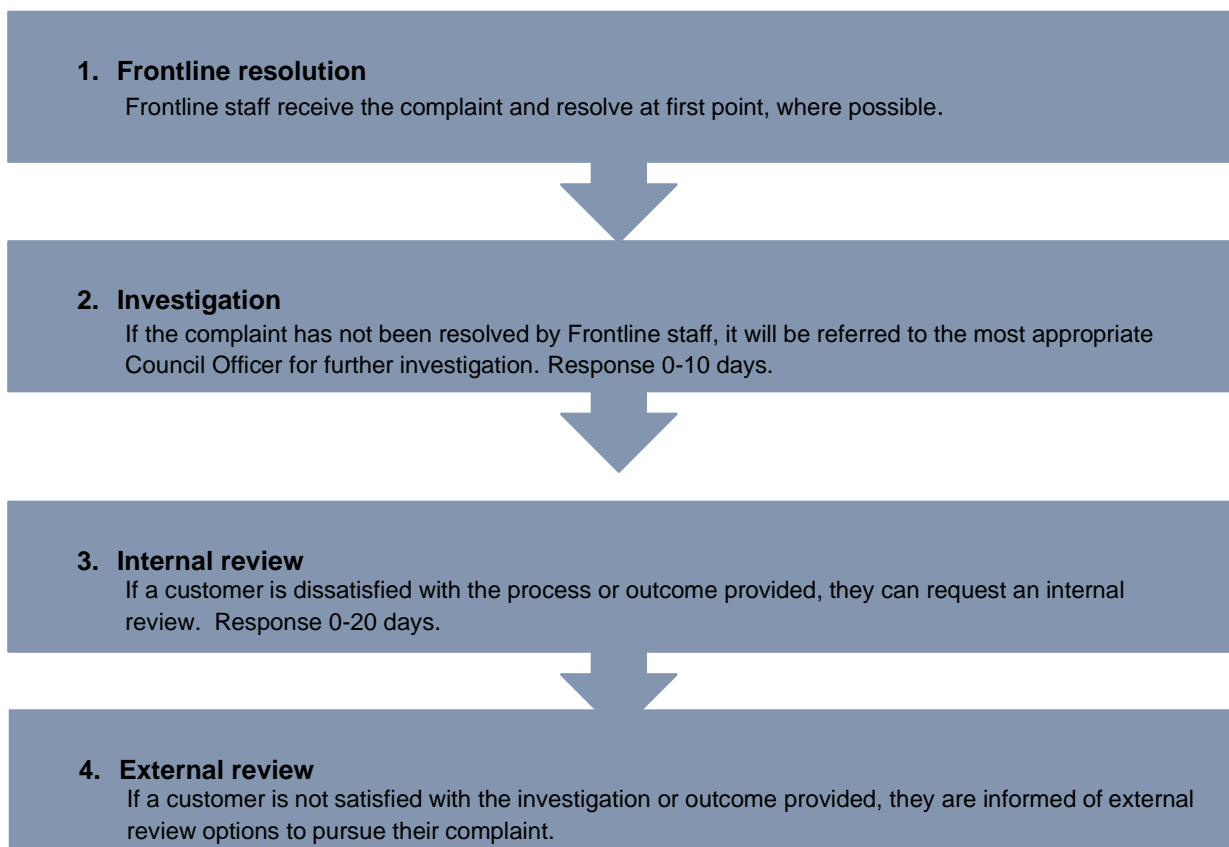 1. Frontline resolution
Frontline staff receive the complaint and resolve at first point, where possible.
2. Investigation
If the complaint has not been resolved by Frontline staff, it will be referred to the most appropriate
Council Officer for further investigation. Response 0-10 days.
3. Internal review
If a customer is dissatisfied with the process or outcome provided, they can request an internal
review.  Response 0-20 days.
4. External review
If a customer is not satisfied with the investigation or outcome provided, they are informed of external
review options to pursue their complaint.